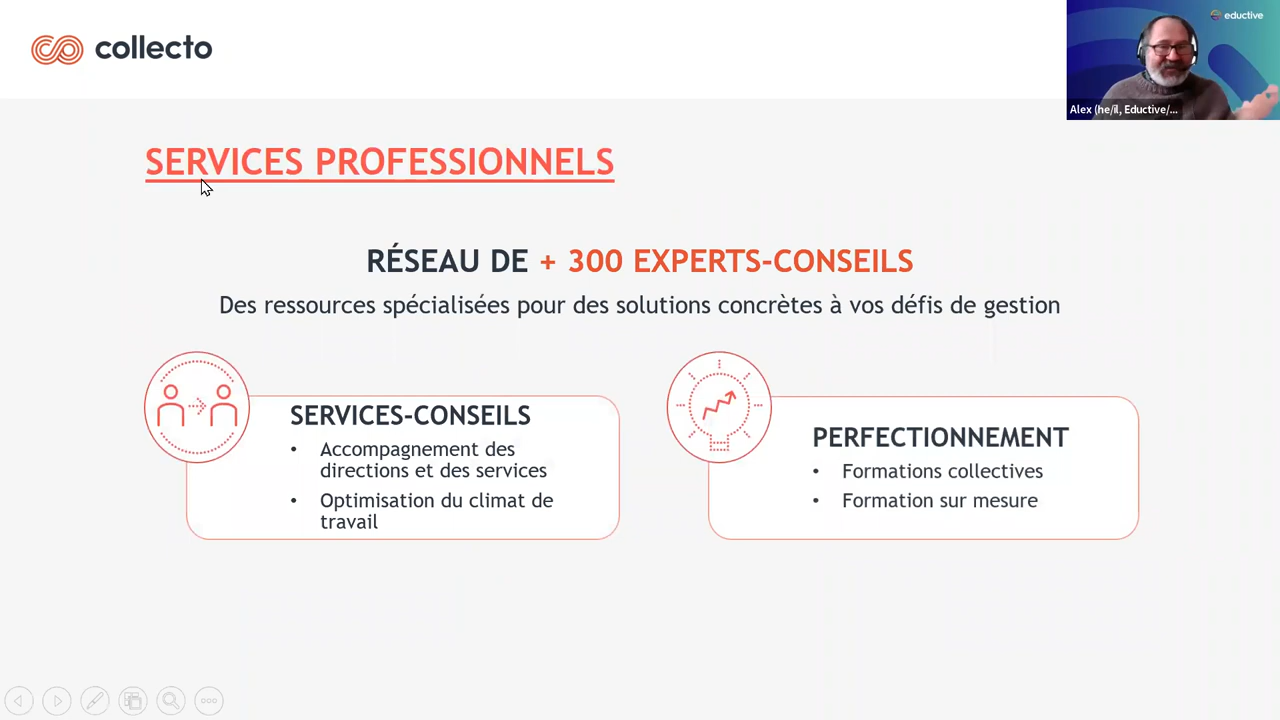 collecto
eductive
Alex (he/il, Eductive/...
SERVICES PROFESSIONNELS
RÉSEAU DE + 300 EXPERTS-CONSEILS
Des ressources spécialisées pour des solutions concrètes à vos défis de gestion
SERVICES-CONSEILS
• Accompagnement des
directions et des services
• Optimisation du climat de
travail
PERFECTIONNEMENT
• Formations collectives
• Formation sur mesure